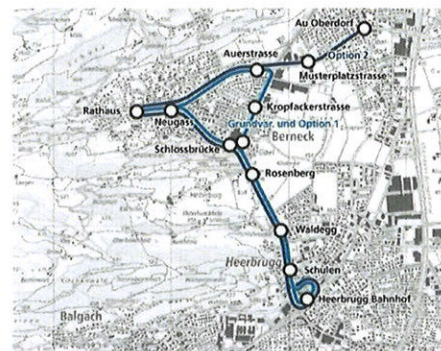 Au Oberdorf
Option 2
Auerstrasse
Musterplatzstrasse
Kropfackerstrasse
Rathaus
Neugass
Grundvar. und Option 1
Berneck
Schlossbrücke
Rosenberg
Waldegg
Heerbrugg
Schulen
Heerbrugg Bahnhof
Balgach